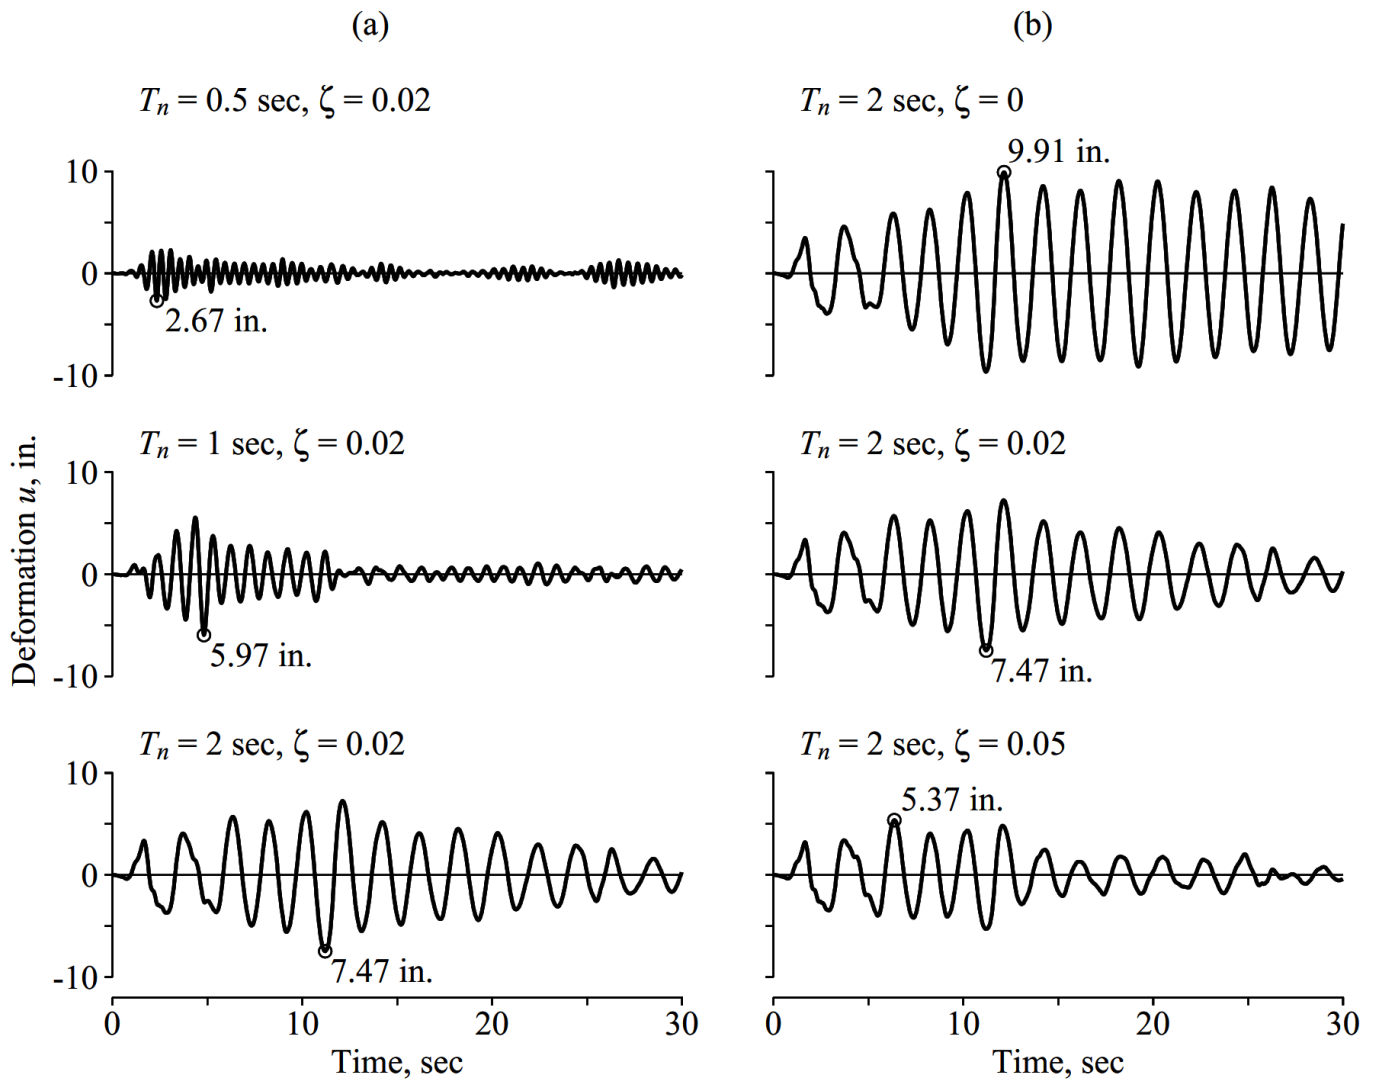 (a)
(b)
Tn = 0.5 sec, ζ = 0.02
Tn = 2 sec, ζ = 0
9.91 in.
10
0
-10
2.67 in.
Tn = 1 sec, ζ = 0.02
Tn = 2 sec, ζ = 0.02
Deformation u, in.
10
0
-10
5.97 in.
7.47 in.
Tn = 2 sec, ζ = 0.02
Tn = 2 sec, ζ = 0.05
10
0
-10
7.47 in.
5.37 in.
0 10 20 30
0 10 20 30
Time, sec
Time, sec